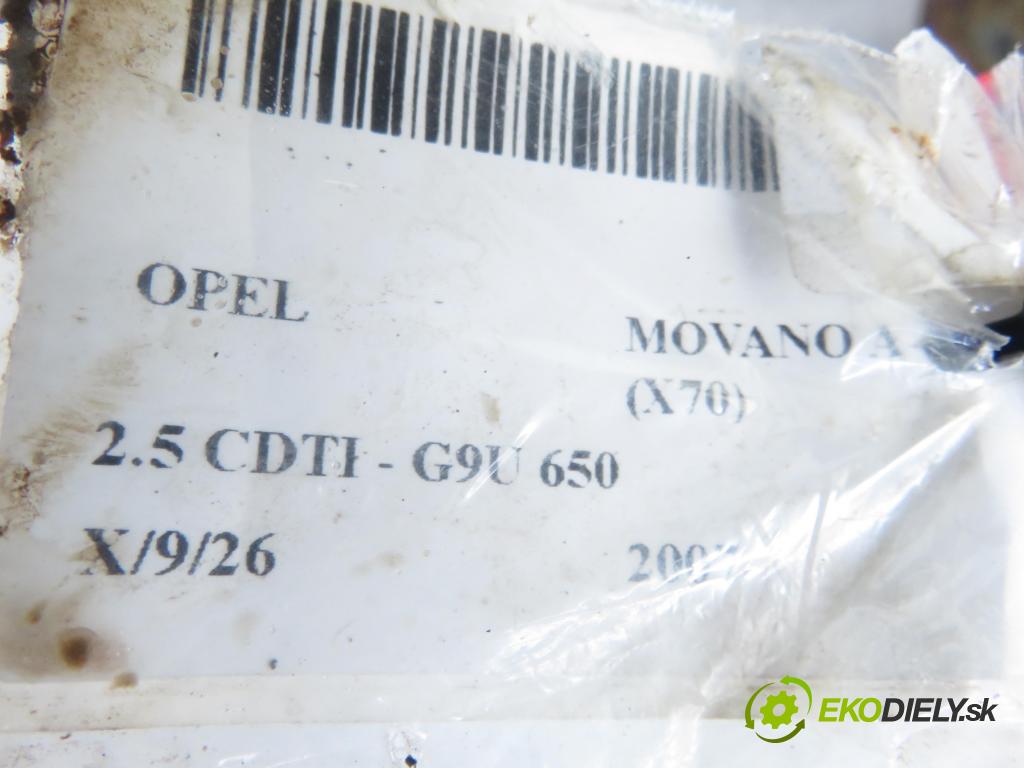 OPEL
MOVANO A
(X70)
2.5 CDTI - G9U 650
X/9/26
EKODIELY.sk